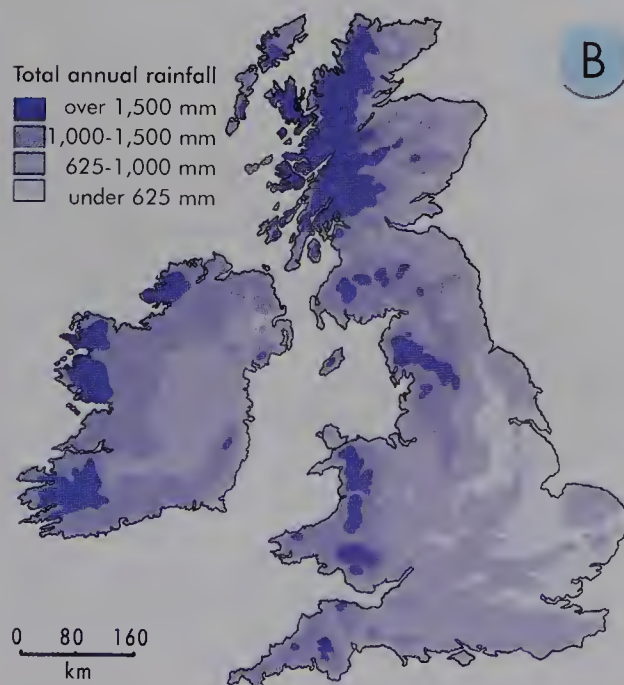 B
Total annual rainfall
over 1,500 mm
1,000-1,500 mm
625-1,000 mm
under 625 mm
0 80 160
km